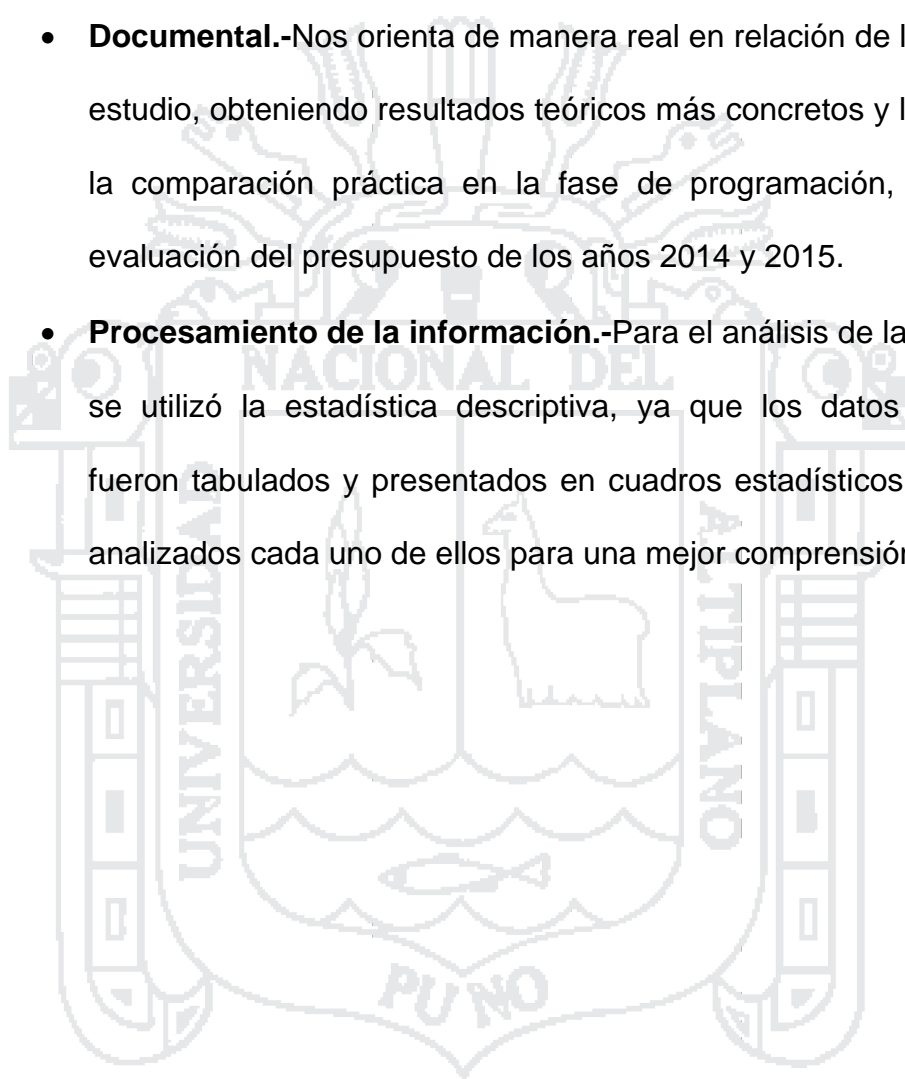 • Documental.-Nos orienta de manera real en relación de
estudio, obteniendo resultados teóricos más concretos y
la comparación práctica en la fase de programación,
evaluación del presupuesto de los años 2014 y 2015.
• Procesamiento de la información.-Para el análisis de la
se utilizó la estadística descriptiva, ya que los datos
fueron tabulados y presentados en cuadros estadísticos
analizados cada uno de ellos para una mejor comprensión
UNIVERSIDAD
NACIONAL DEL
ALTIPLANO
PUNO